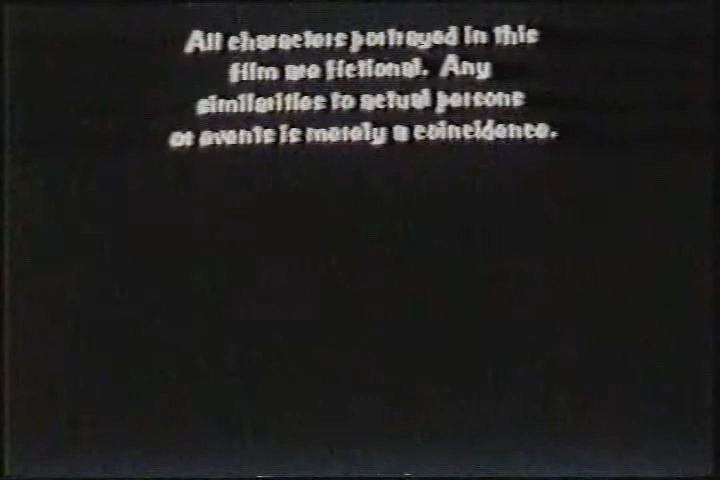 All characters portrayed in this
film are fictional. Any
similarities to actual persons
or events is merely a coincidence.